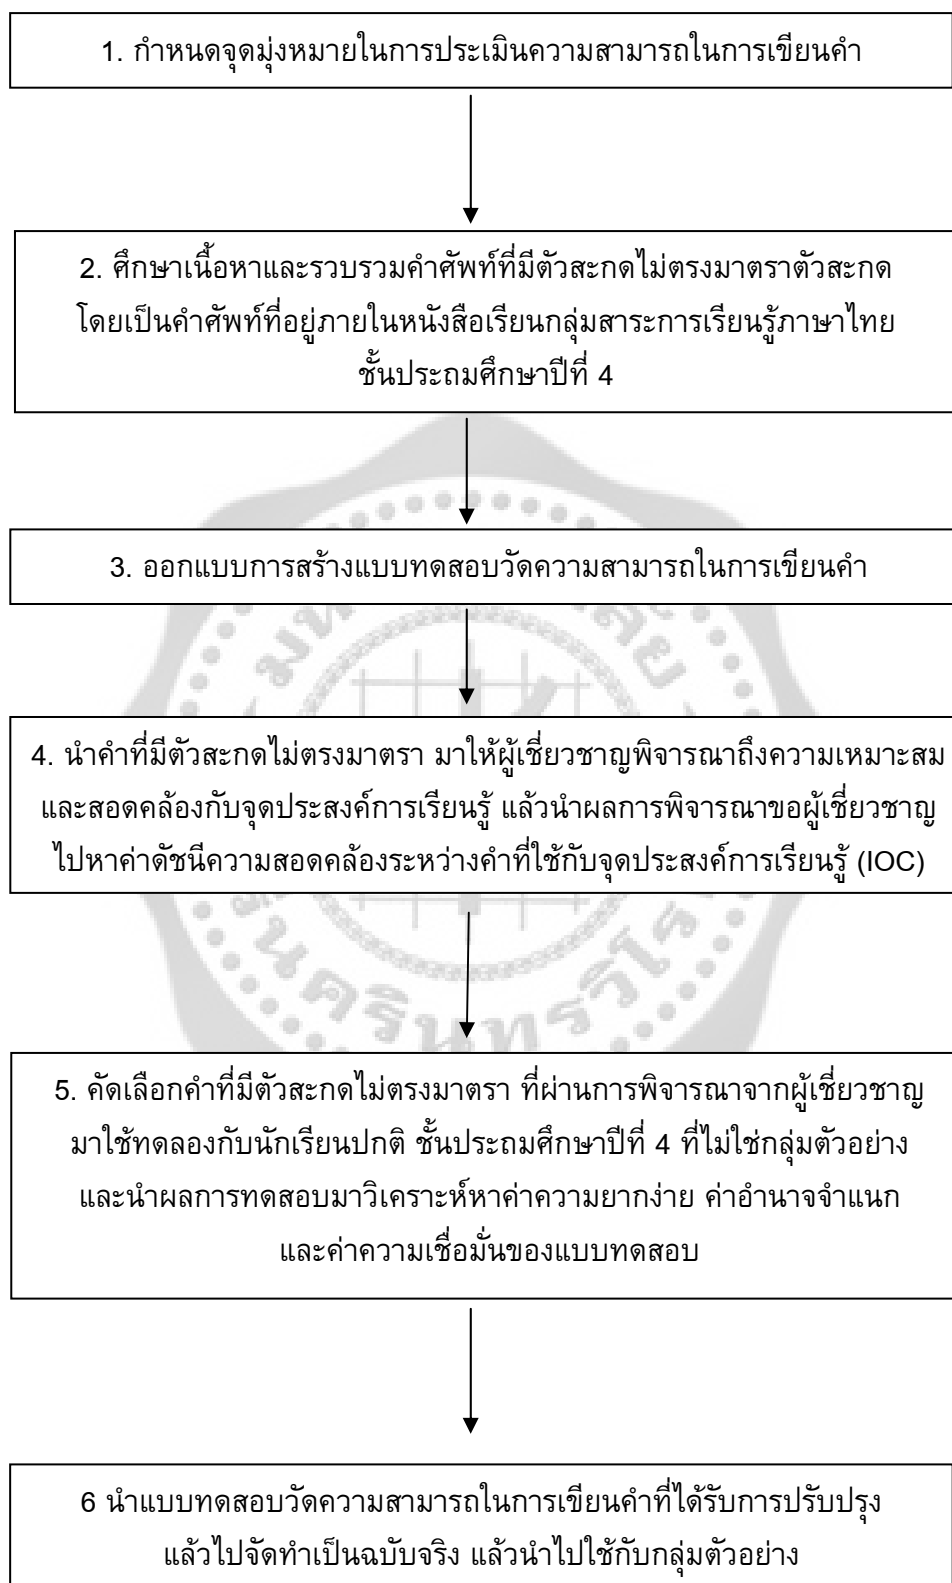 1. กำหนดจุดมุ่งหมายในการประเมินความสามารถในการเขียนคำ
2. ศึกษาเนื้อหาและรวบรวมคำศัพท์ที่มีตัวสะกดไม่ตรงมาตราตัวสะกด
โดยเป็นคำศัพท์ที่อยู่ภายในหนังสือเรียนกลุ่มสาระการเรียนรู้ภาษาไทย
ชั้นประถมศึกษาปีที่ 4
3. ออกแบบการสร้างแบบทดสอบวัดความสามารถในการเขียนคำ
4. นำคำที่มีตัวสะกดไม่ตรงมาตรา มาให้ผู้เชี่ยวชาญพิจารณาถึงความเหมาะสม
และสอดคล้องกับจุดประสงค์การเรียนรู้ แล้วนำผลการพิจารณาขอผู้เชี่ยวชาญ
ไปหาค่าดัชนีความสอดคล้องระหว่างคำที่ใช้กับจุดประสงค์การเรียนรู้ (IOC)
5. คัดเลือกคำที่มีตัวสะกดไม่ตรงมาตรา ที่ผ่านการพิจารณาจากผู้เชี่ยวชาญ
มาใช้ทดลองกับนักเรียนปกติ ชั้นประถมศึกษาปีที่ 4 ที่ไม่ใช่กลุ่มตัวอย่าง
และนำผลการทดสอบมาวิเคราะห์หาค่าความยากง่าย ค่าอำนาจจำแนก
และค่าความเชื่อมั่นของแบบทดสอบ
6 นำแบบทดสอบวัดความสามารถในการเขียนคำที่ได้รับการปรับปรุง
แล้วไปจัดทำเป็นฉบับจริง แล้วนำไปใช้กับกลุ่มตัวอย่าง